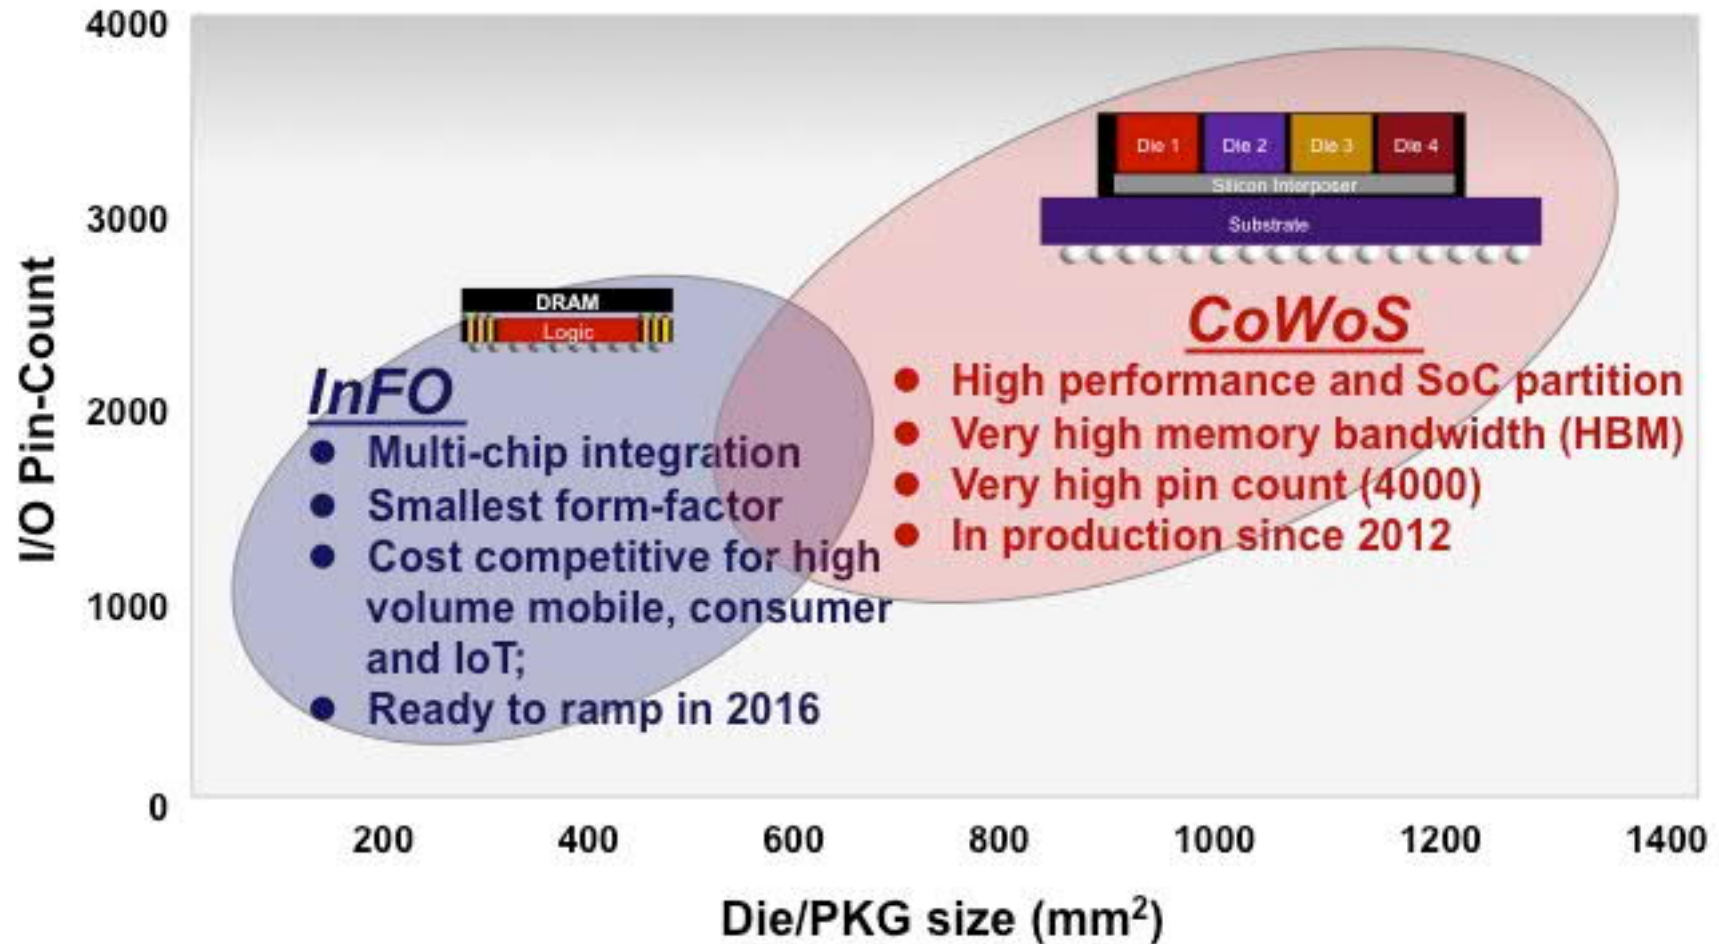 4000
3000
2000
1000
0
I/O Pin-Count
DRAM
Logic
InFO
● Multi-chip integration
● Smallest form-factor
● Cost competitive for high
volume mobile, consumer
and IoT;
● Ready to ramp in 2016
Die 1 Die 2 Die 3 Die 4
Silicon Interposer
Substrate
CoWoS
● High performance and SoC partition
● Very high memory bandwidth (HBM)
● Very high pin count (4000)
● In production since 2012
200 400 600 800 1000 1200 1400
Die/PKG size (mm²)